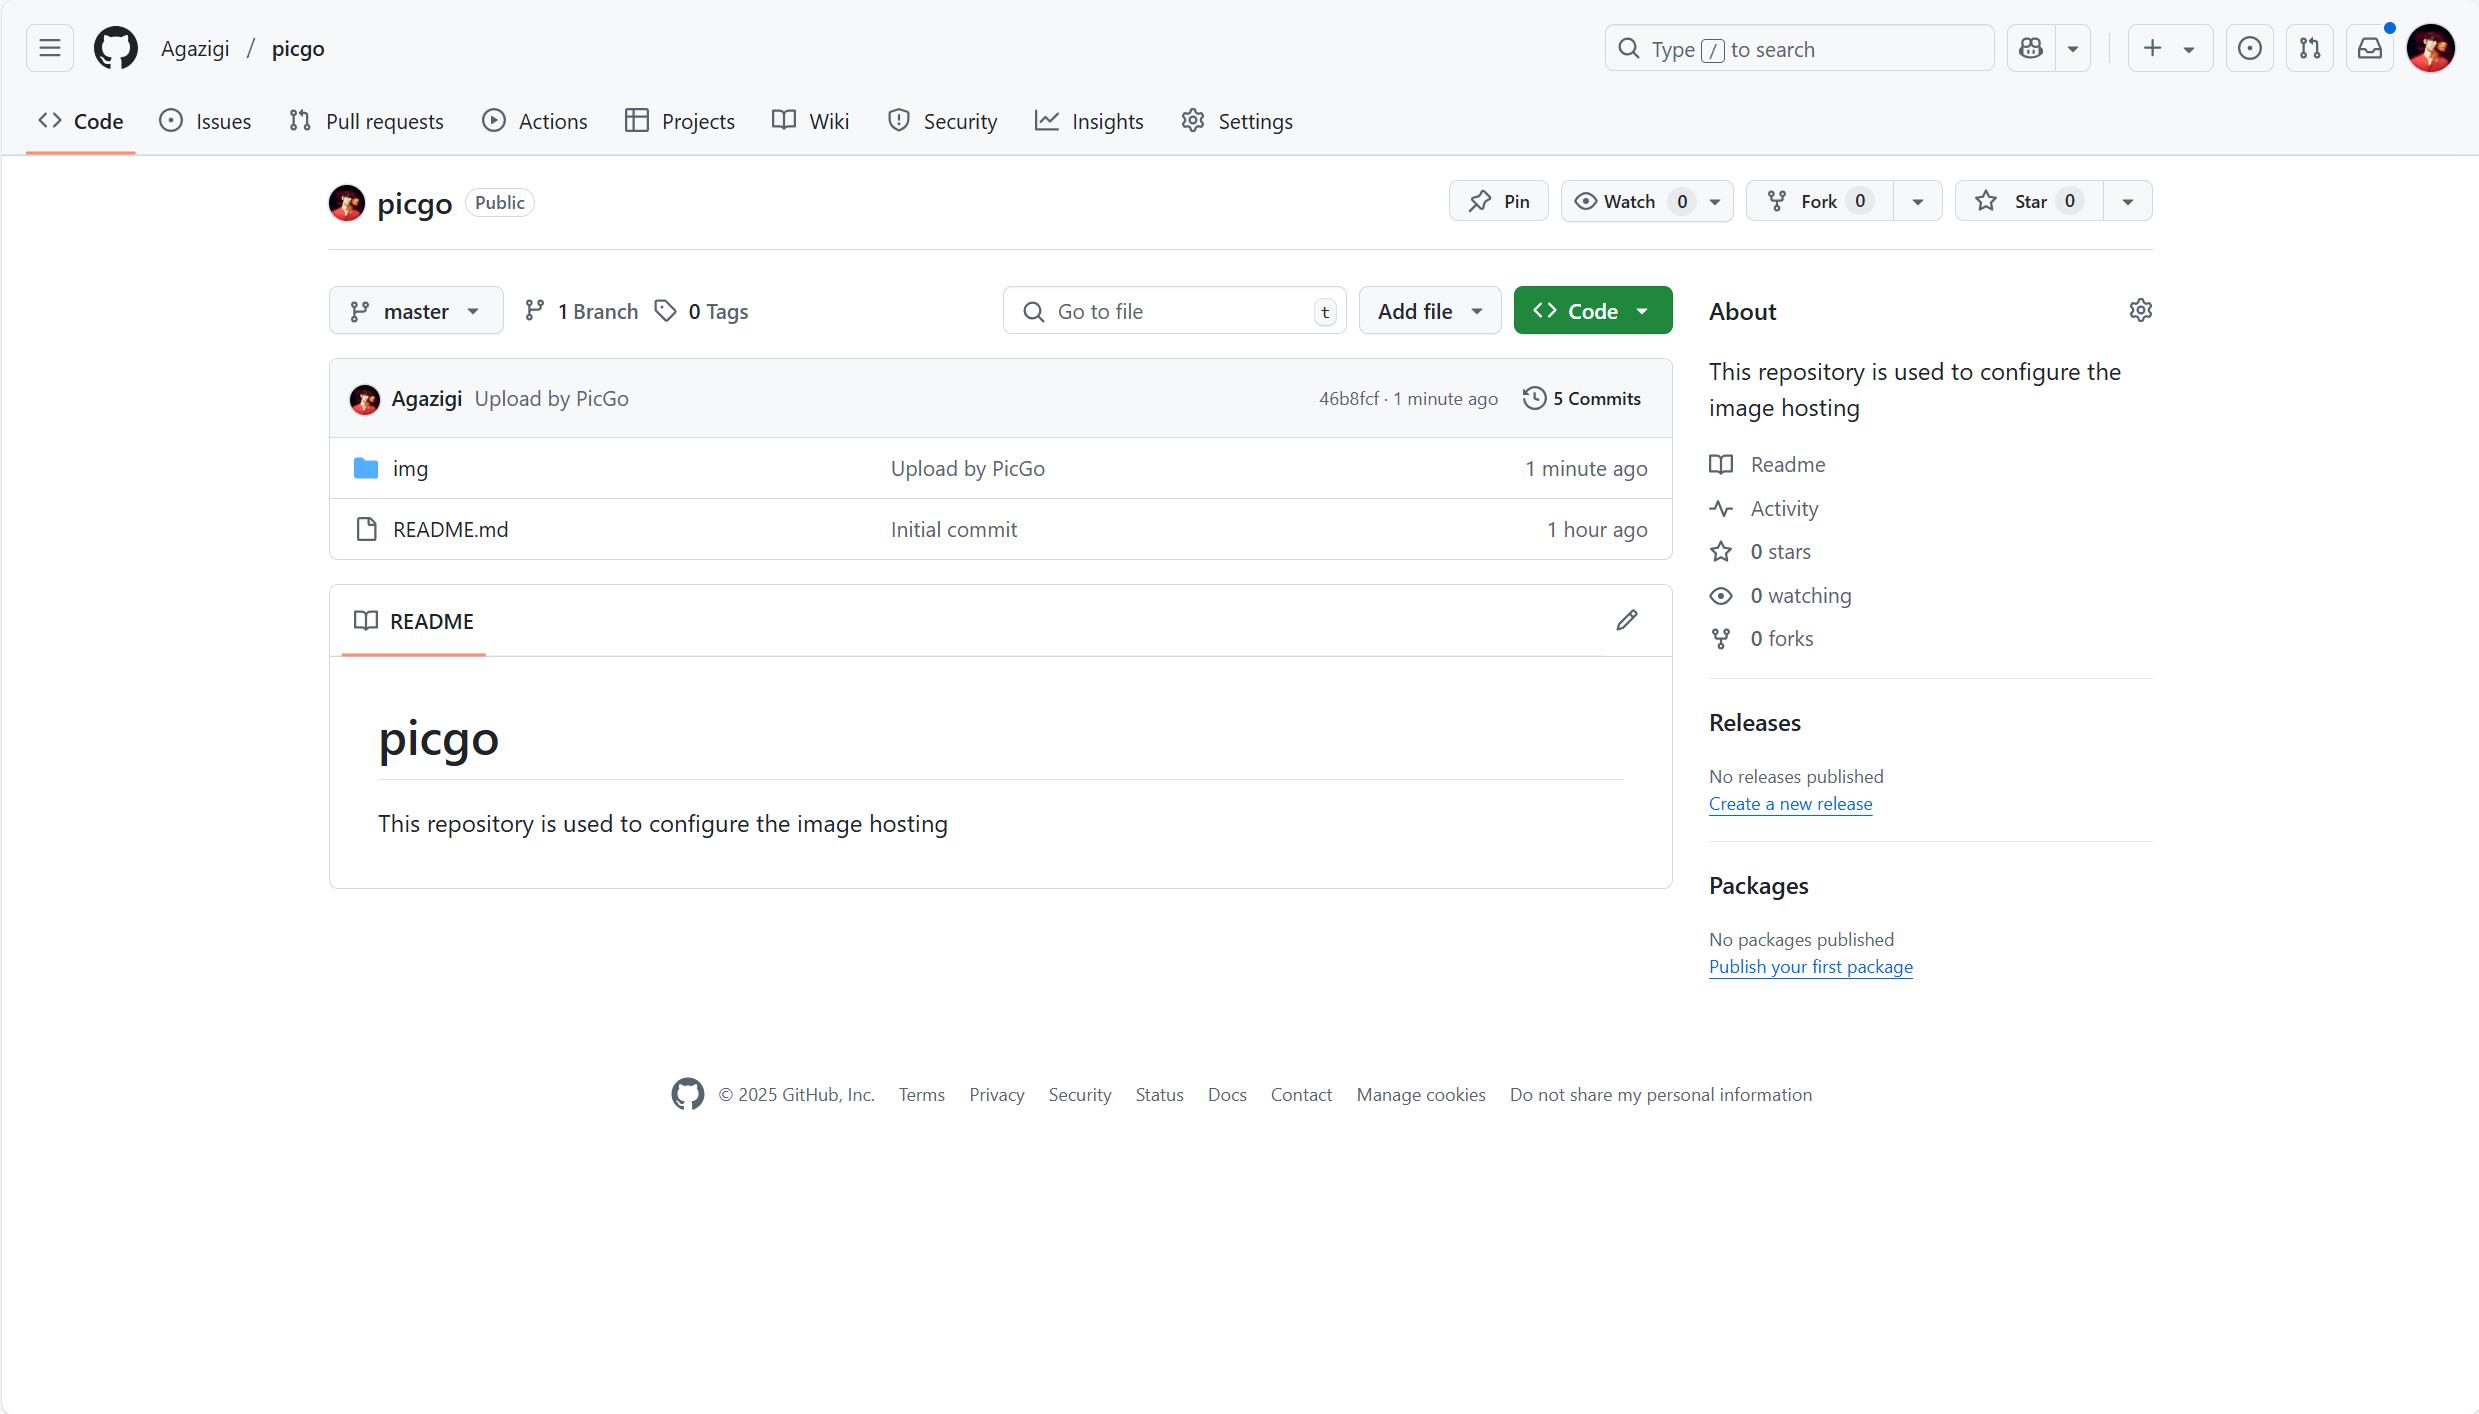 Agazigi / picgo
Type / to search
Code Issues Pull requests Actions Projects Wiki Security Insights Settings
picgo Public
Pin Watch 0 Fork 0 Star 0
master 1 Branch 0 Tags
Go to file t Add file Code
Agazigi Upload by PicGo 46b8fcf · 1 minute ago 5 Commits
img Upload by PicGo 1 minute ago
README.md Initial commit 1 hour ago
README
picgo
This repository is used to configure the image hosting
About
This repository is used to configure the
image hosting
Readme
Activity
0 stars
0 watching
0 forks
Releases
No releases published
Create a new release
Packages
No packages published
Publish your first package
© 2025 GitHub, Inc. Terms Privacy Security Status Docs Contact Manage cookies Do not share my personal information